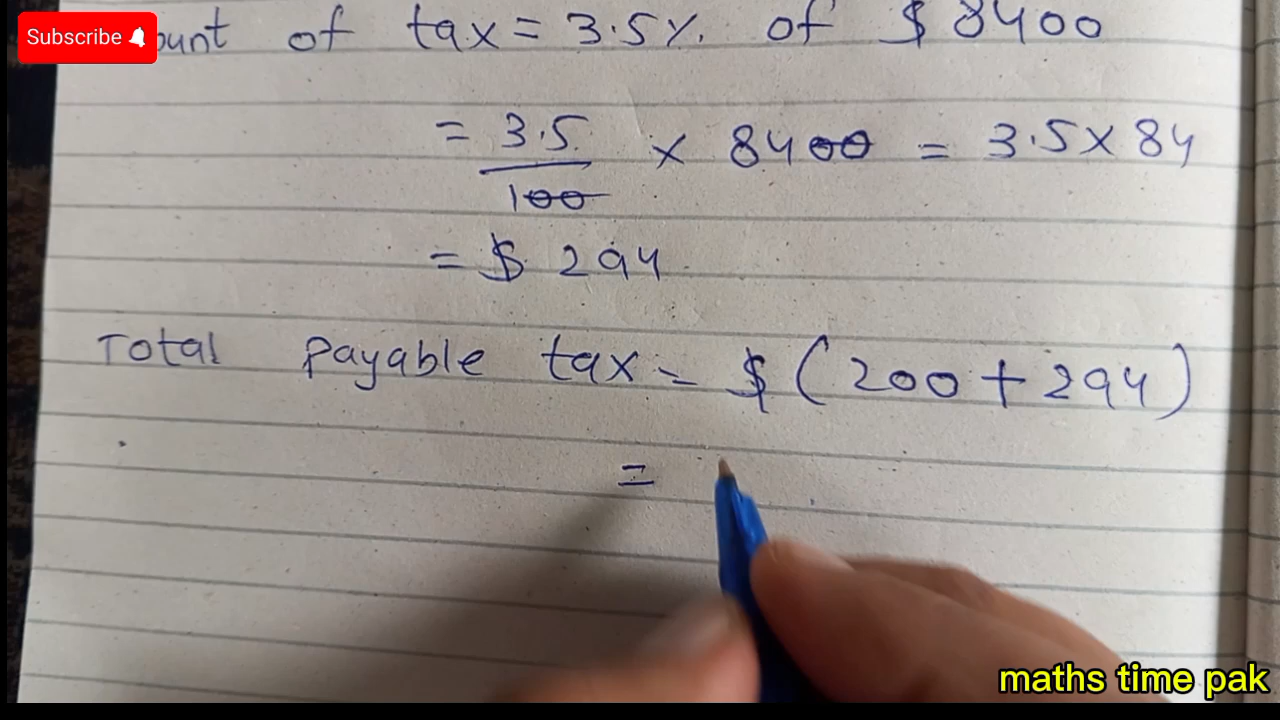 Subscribe
of tax = 3.5%. of $ 8400
= 3.5/100 × 8400 = 3.5 × 84
= $ 294
Total payable tax = $ (200 + 294)
=
maths time pak